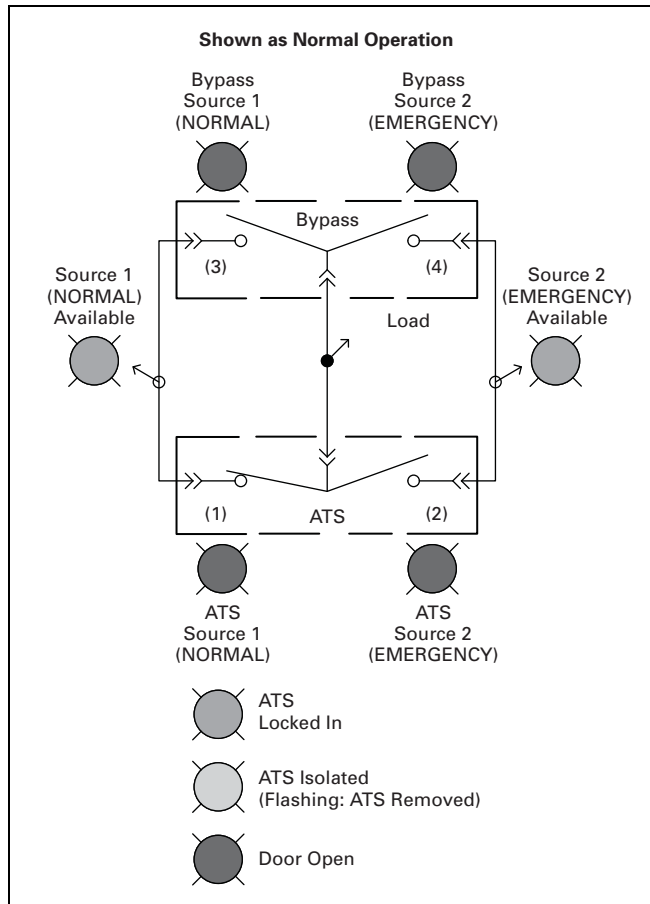 Shown as Normal Operation
Bypass
Source 1
(NORMAL)
Bypass
Source 2
(EMERGENCY)
Bypass
(3)
(4)
Source 1
(NORMAL)
Available
Load
Source 2
(EMERGENCY)
Available
(1)
ATS
(2)
ATS
Source 1
(NORMAL)
ATS
Source 2
(EMERGENCY)
ATS
Locked In
ATS Isolated
(Flashing: ATS Removed)
Door Open